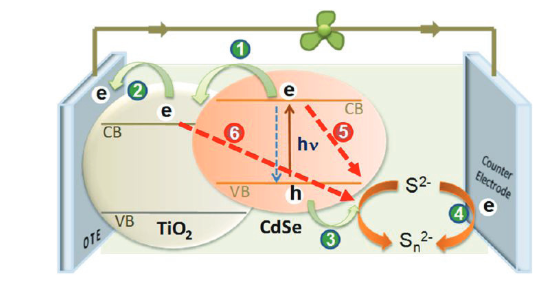 1
2
e
e
e
CB
CB
6
5
hν
VB
h
VB
TiO2
CdSe
3
OTE
S2-
Sn2-
4
e
Counter
Electrode